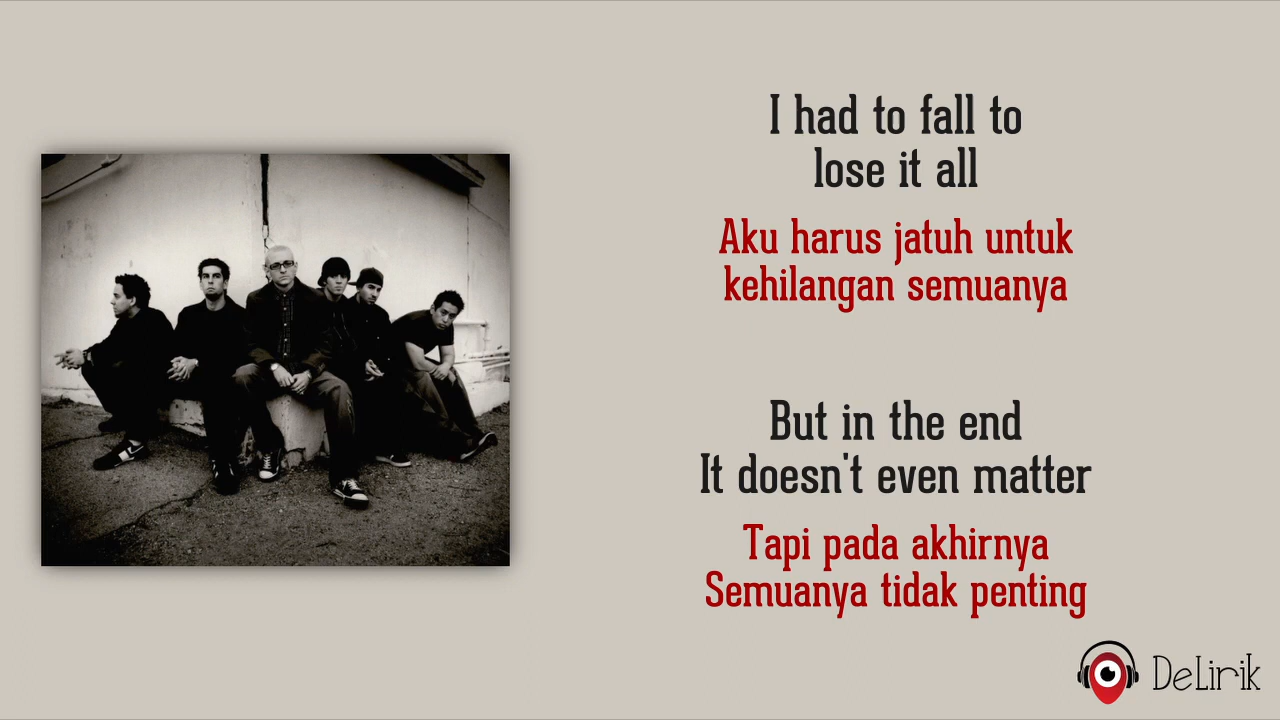 I had to fall to
lose it all
Aku harus jatuh untuk
kehilangan semuanya
But in the end
It doesn't even matter
Tapi pada akhirnya
Semuanya tidak penting
DeLirik